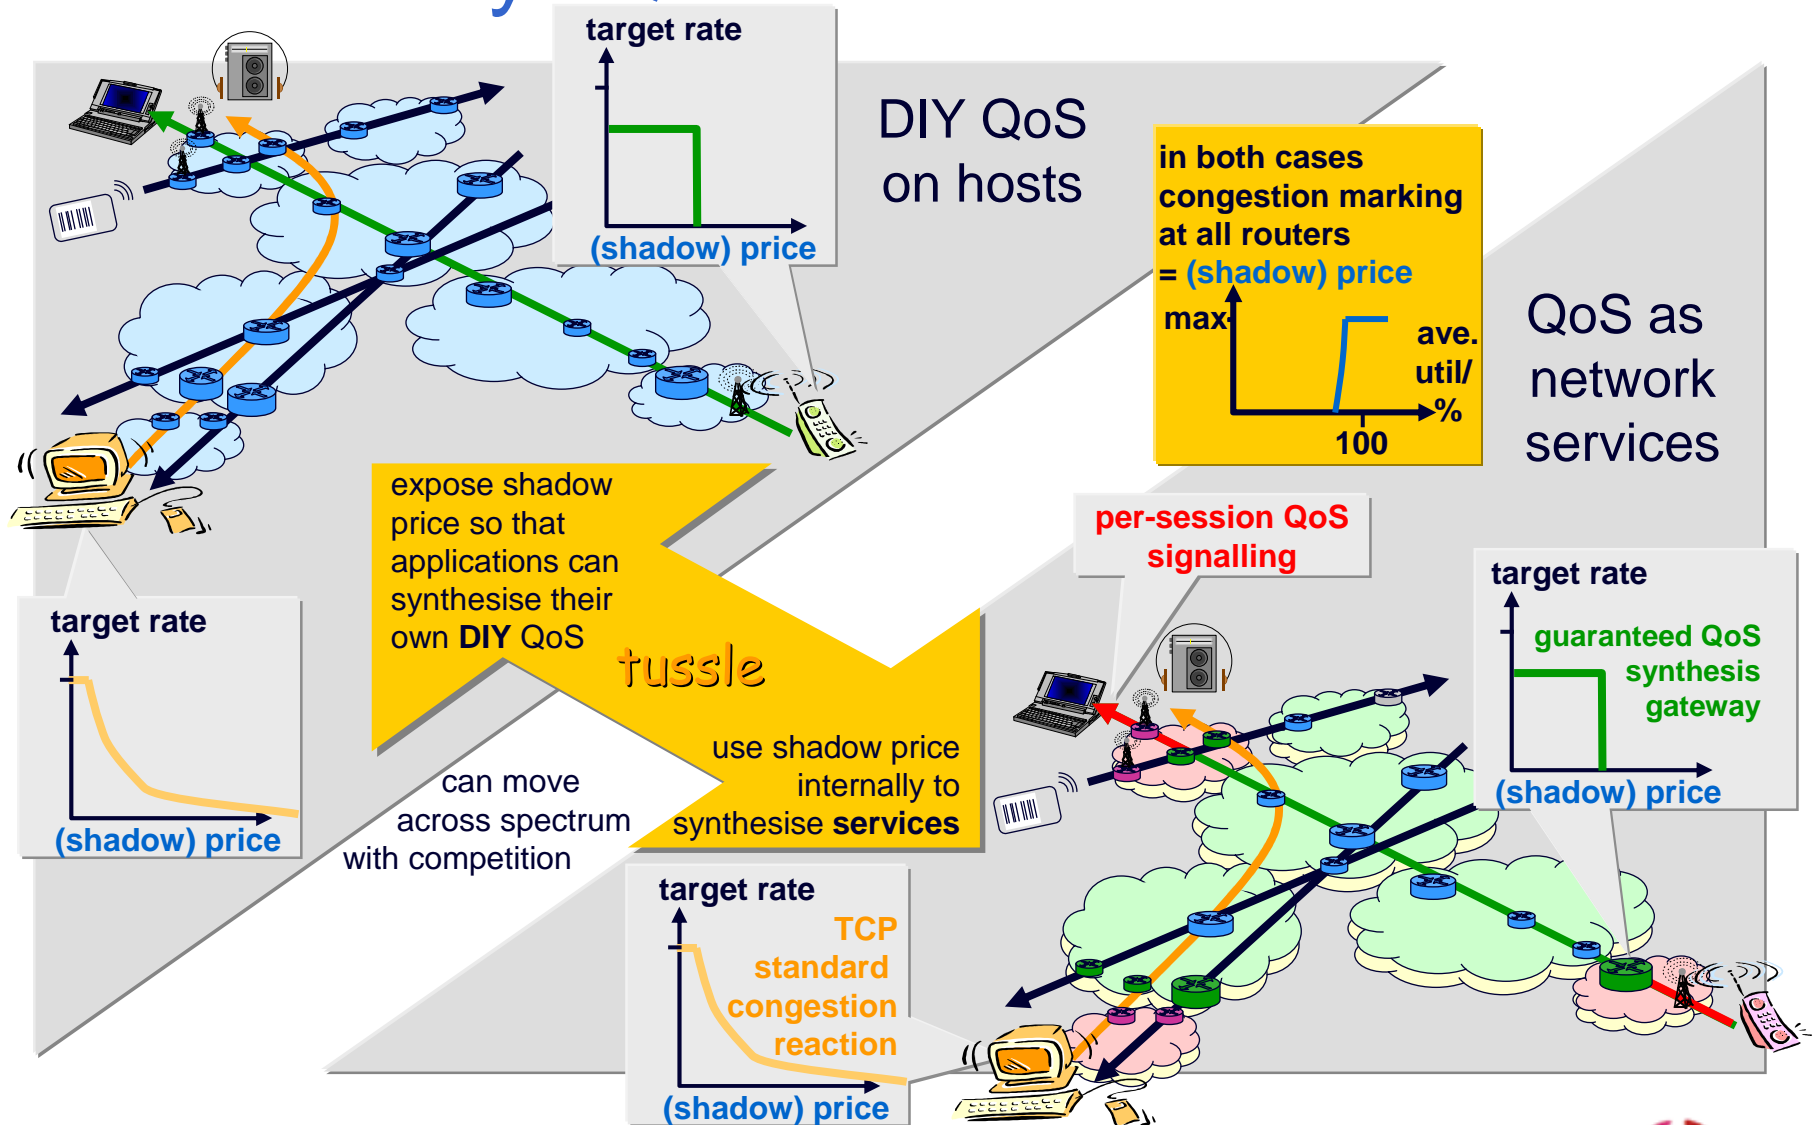 target rate
(shadow) price
DIY QoS
on hosts
in both cases
congestion marking
at all routers
= (shadow) price
max
ave.
util/
%
100
QoS as
network
services
expose shadow
price so that
applications can
synthesise their
own DIY QoS
tussle
use shadow price
internally to
synthesise services
can move
across spectrum
with competition
target rate
(shadow) price
per-session QoS
signalling
target rate
guaranteed QoS
synthesis
gateway
(shadow) price
target rate
TCP
standard
congestion
reaction
(shadow) price